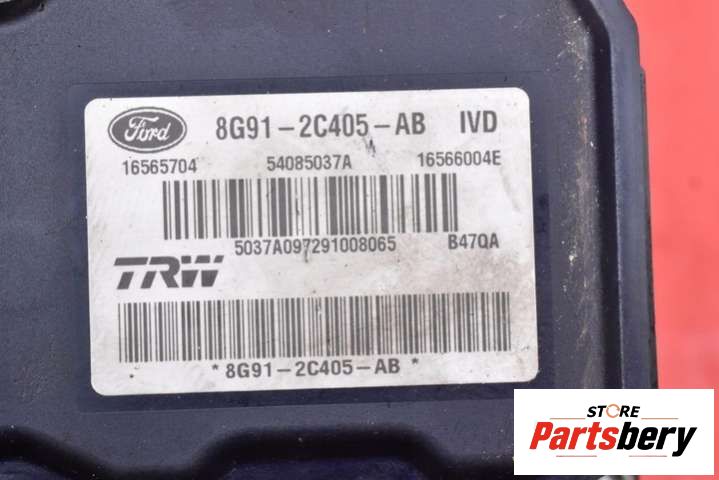 Ford 8G91-2C405-AB IVD
16565704 54085037A 16566004E
5037A097291008065 B47QA
TRW
*8G91-2C405-AB*
STORE
Partsbery